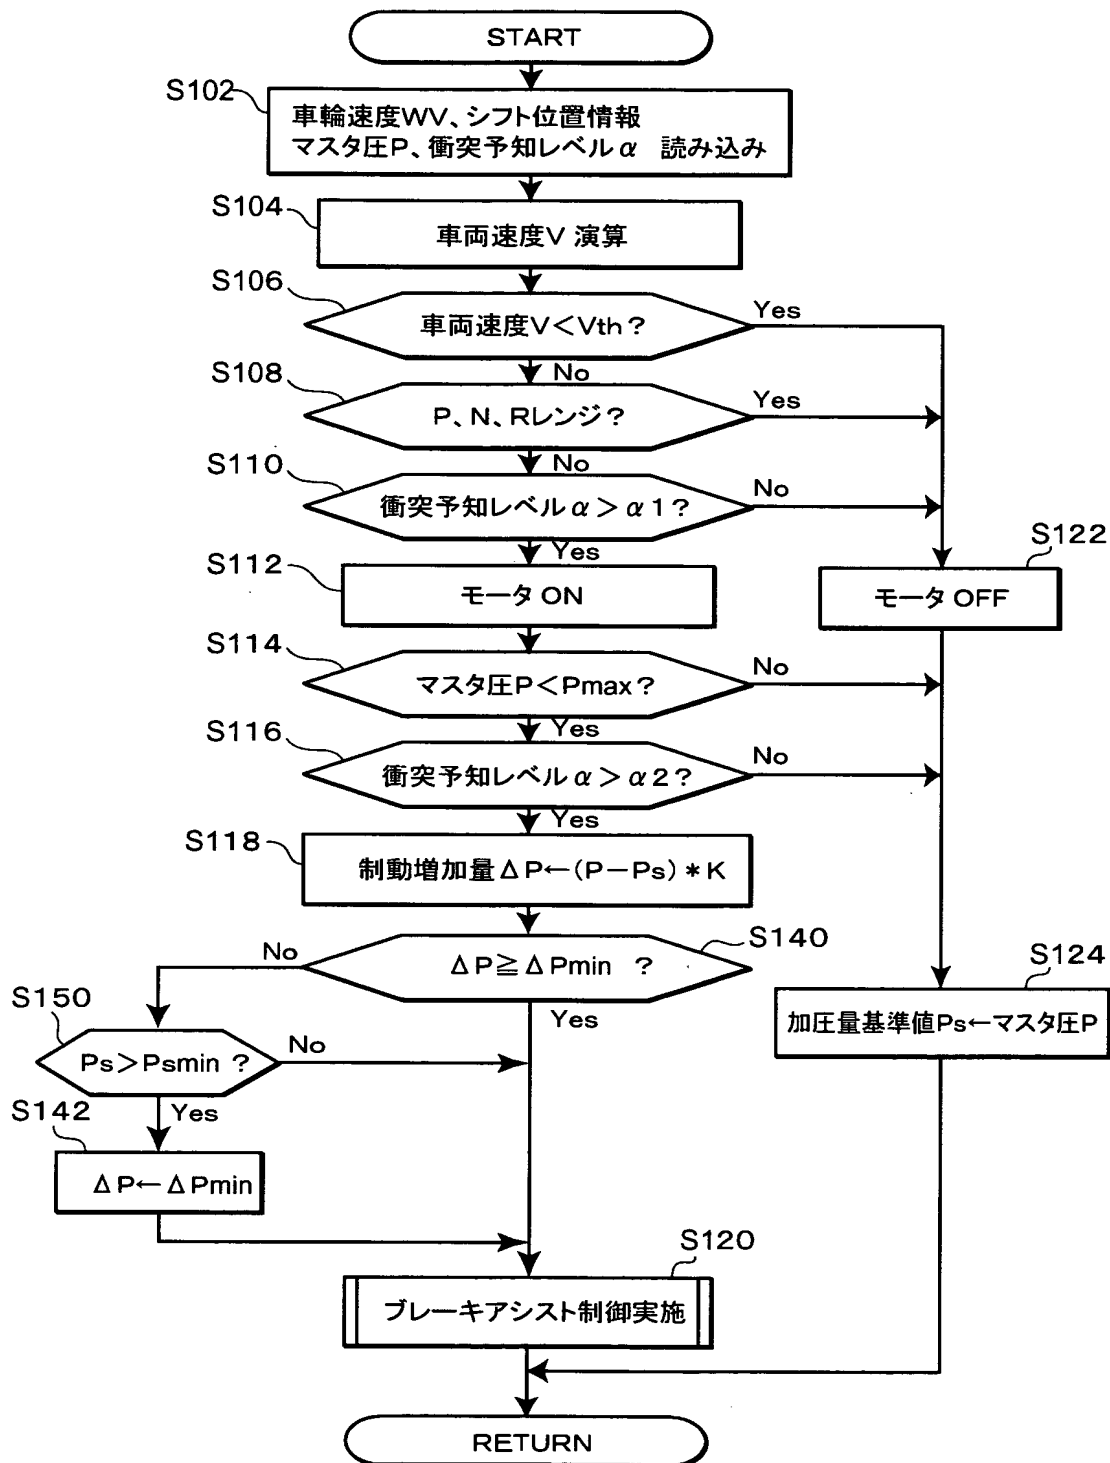 START
S102
車輪速度WV、シフト位置情報
マスタ圧P、衝突予知レベルα 読み込み
S104
車両速度V 演算
S106
車両速度V<Vth?
Yes
No
S108
P、N、Rレンジ?
Yes
No
S110
衝突予知レベルα>α1?
No
Yes
S112
モータON
S122
モータOFF
S114
マスタ圧P<Pmax?
No
Yes
S116
衝突予知レベルα>α2?
No
Yes
S118
制動増加量ΔP←(P-Ps)*K
S140
ΔP≧ΔPmin ?
No
Yes
S124
加圧量基準値Ps←マスタ圧P
S150
Ps>Psmin ?
No
Yes
S142
ΔP←ΔPmin
S120
ブレーキアシスト制御実施
RETURN